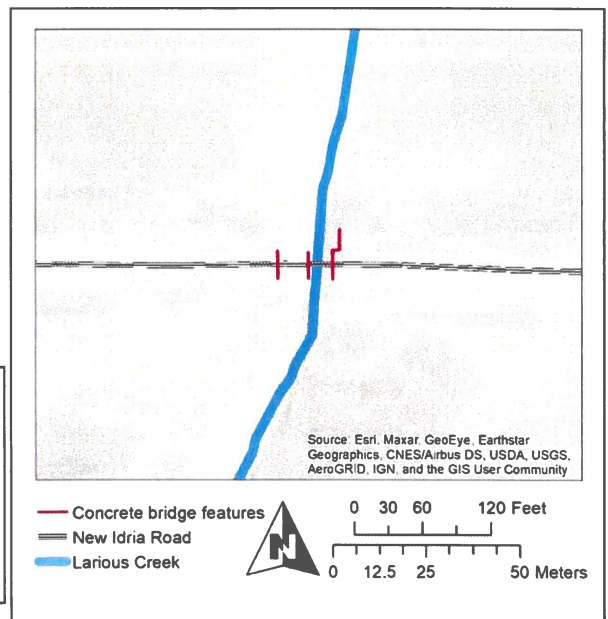 Source: Esri, Maxar, GeoEye, Earthstar
Geographics, CNES/Airbus DS, USDA, USGS,
AeroGRID, IGN, and the GIS User Community
Concrete bridge features
New Idria Road
Larious Creek
N
0 30 60 120 Feet
0 12.5 25 50 Meters